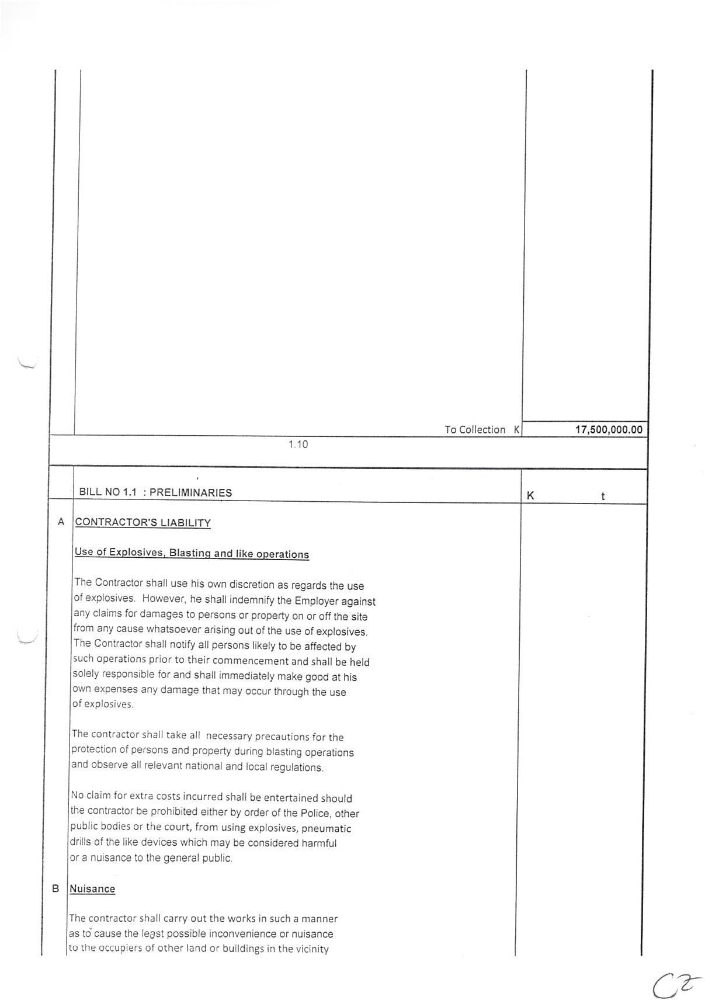 To Collection K 17,500,000.00
1.10
BILL NO 1.1 : PRELIMINARIES K t
A CONTRACTOR'S LIABILITY
Use of Explosives, Blasting and like operations
The Contractor shall use his own discretion as regards the use
of explosives. However, he shall indemnify the Employer against
any claims for damages to persons or property on or off the site
from any cause whatsoever arising out of the use of explosives.
The Contractor shall notify all persons likely to be affected by
such operations prior to their commencement and shall be held
solely responsible for and shall immediately make good at his
own expenses any damage that may occur through the use
of explosives.
The contractor shall take all necessary precautions for the
protection of persons and property during blasting operations
and observe all relevant national and local regulations.
No claim for extra costs incurred shall be entertained should
the contractor be prohibited either by order of the Police, other
public bodies or the court, from using explosives, pneumatic
drills of the like devices which may be considered harmful
or a nuisance to the general public.
B Nuisance
The contractor shall carry out the works in such a manner
as to cause the least possible inconvenience or nuisance
to the occupiers of other land or buildings in the vicinity